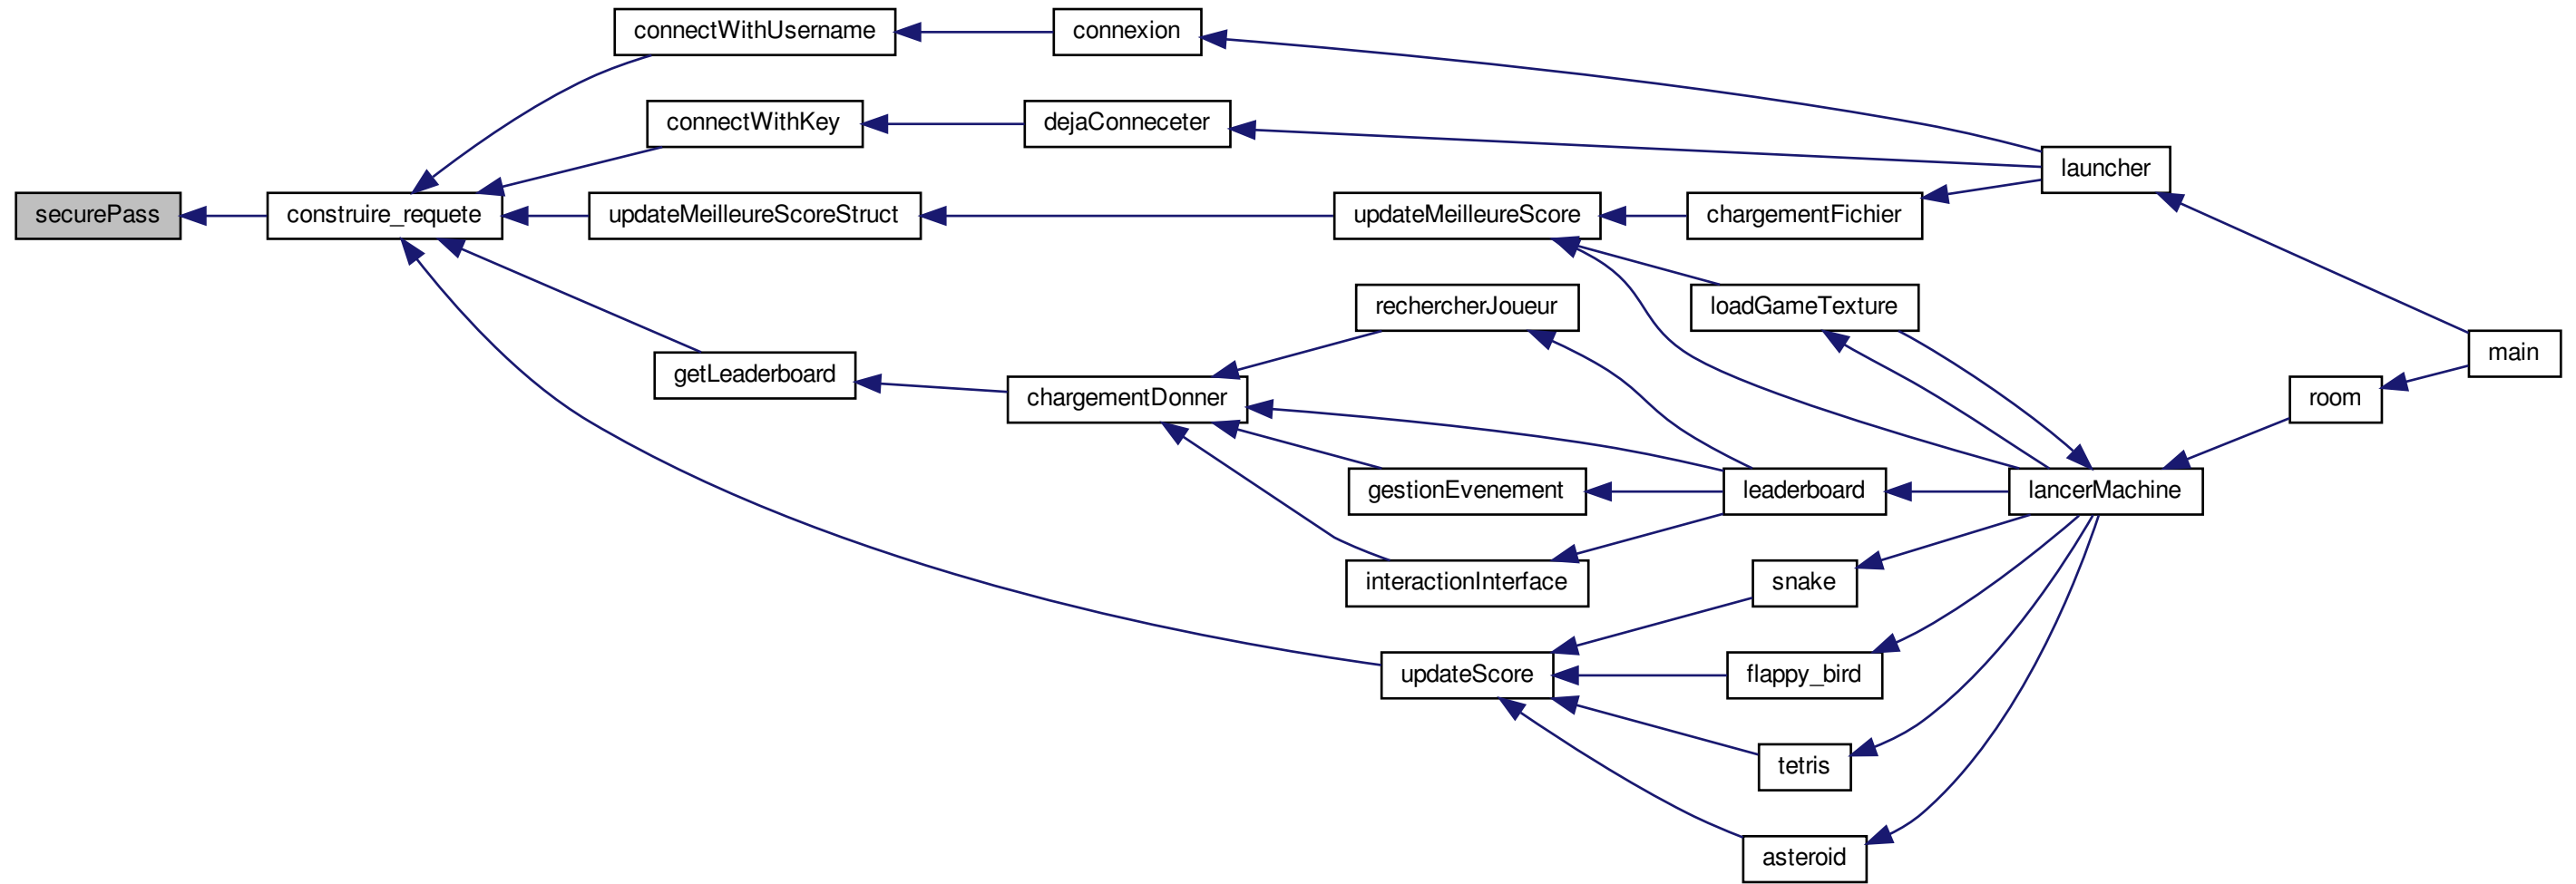 connectWithUsername
connexion
connectWithKey
dejaConneceter
launcher
securePass
construire_requete
updateMeilleureScoreStruct
updateMeilleureScore
chargementFichier
rechercherJoueur
loadGameTexture
main
getLeaderboard
chargementDonner
room
gestionEvenement
leaderboard
lancerMachine
interactionInterface
snake
updateScore
flappy_bird
tetris
asteroid